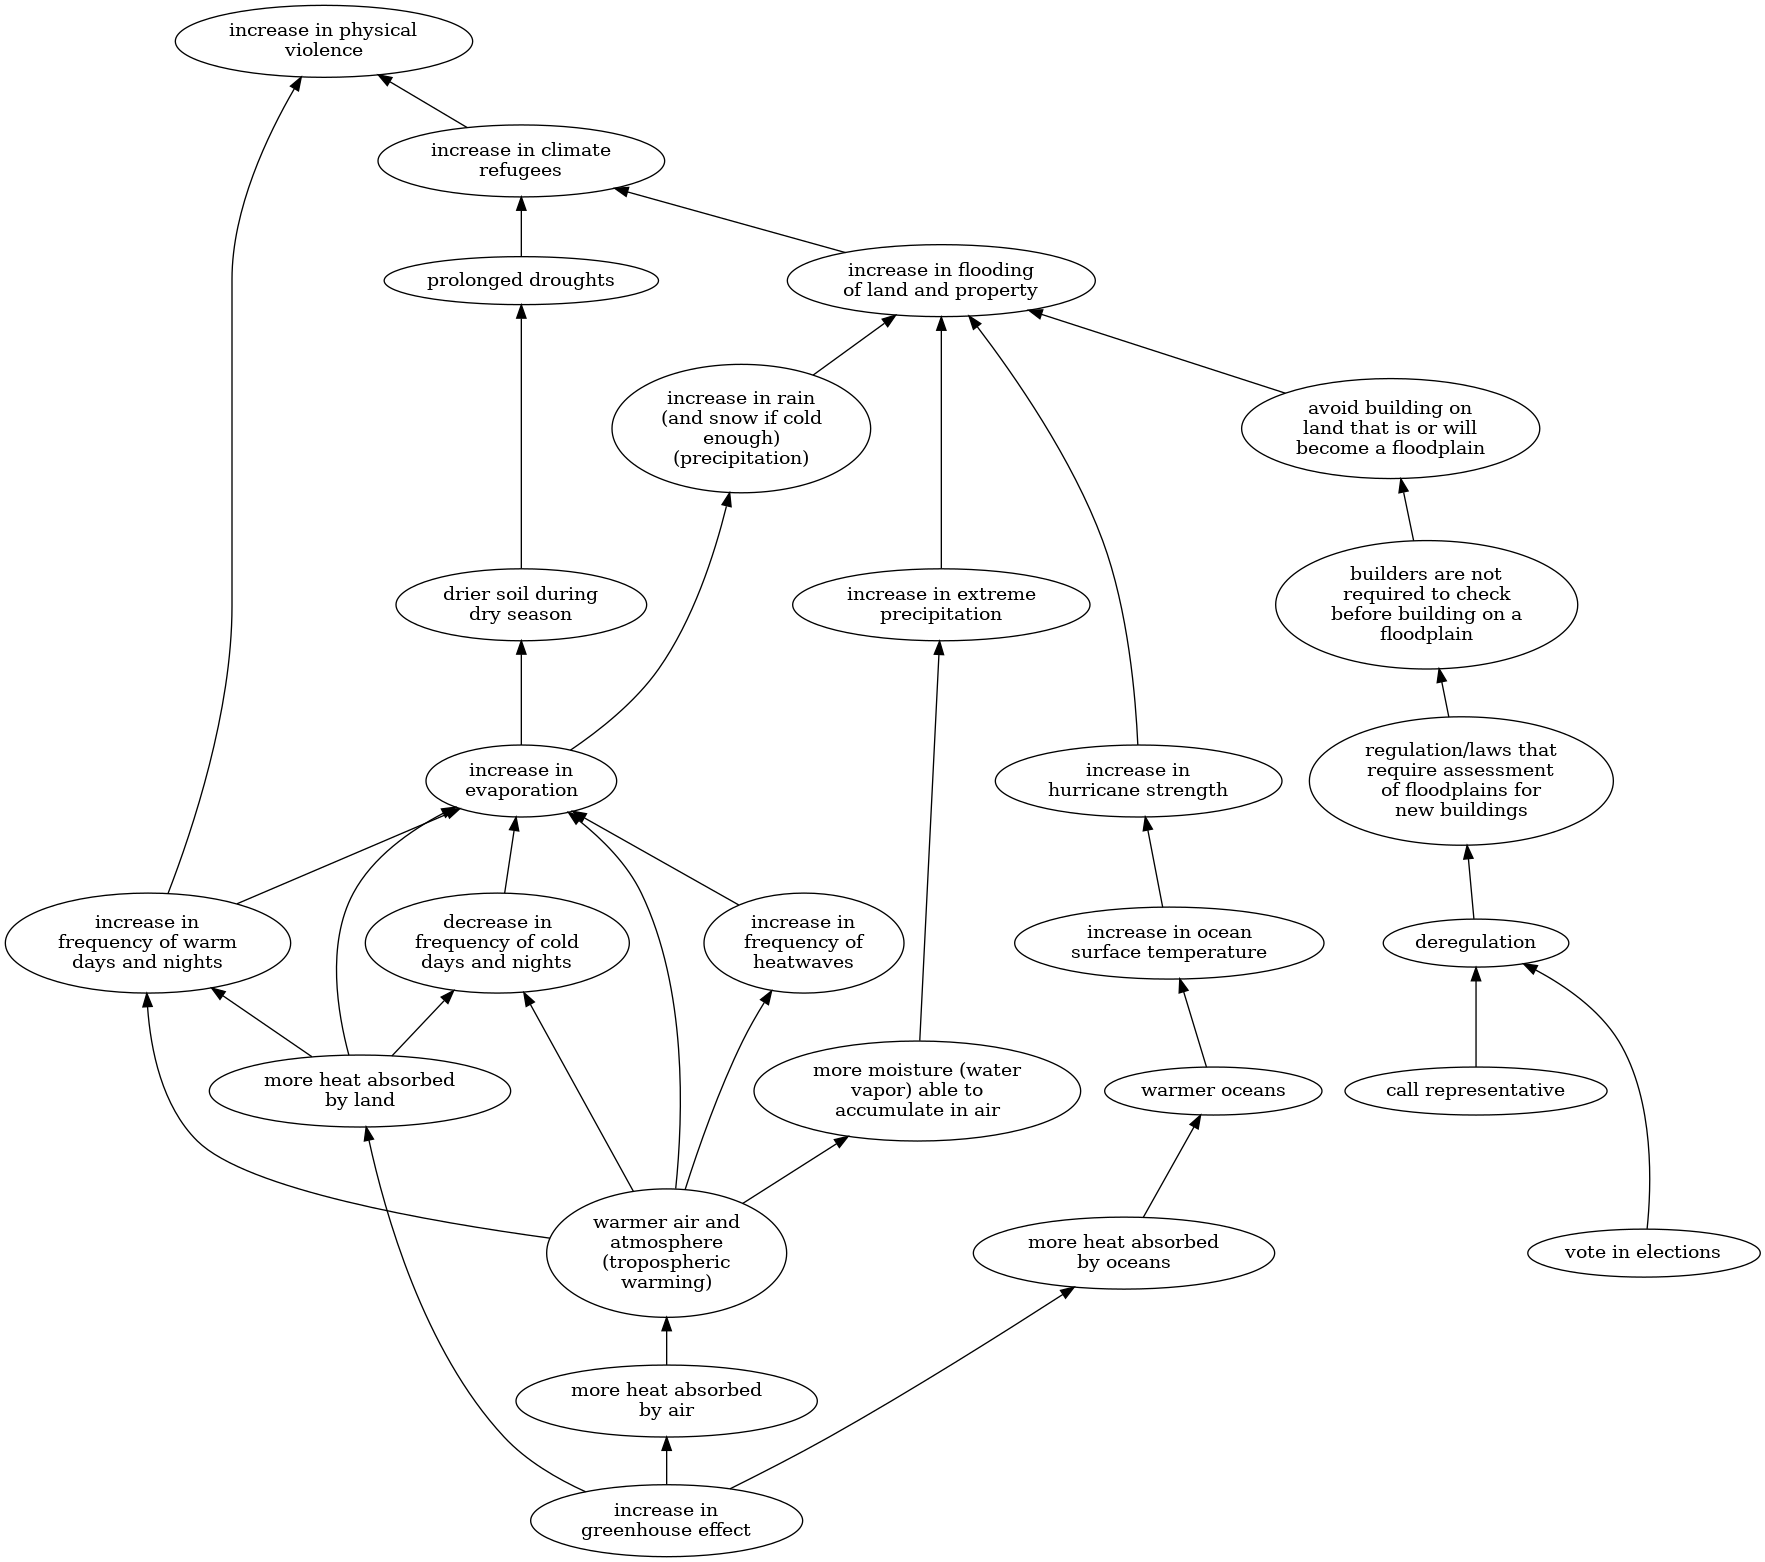 increase in physical
violence
increase in climate
refugees
prolonged droughts
increase in flooding
of land and property
increase in rain
(and snow if cold
enough)
(precipitation)
avoid building on
land that is or will
become a floodplain
drier soil during
dry season
increase in extreme
precipitation
builders are not
required to check
before building on a
floodplain
increase in
evaporation
increase in
hurricane strength
regulation/laws that
require assessment
of floodplains for
new buildings
increase in
frequency of warm
days and nights
decrease in
frequency of cold
days and nights
increase in
frequency of
heatwaves
increase in ocean
surface temperature
deregulation
more heat absorbed
by land
more moisture (water
vapor) able to
accumulate in air
warmer oceans
call representative
warmer air and
atmosphere
(tropospheric
warming)
more heat absorbed
by oceans
vote in elections
more heat absorbed
by air
increase in
greenhouse effect